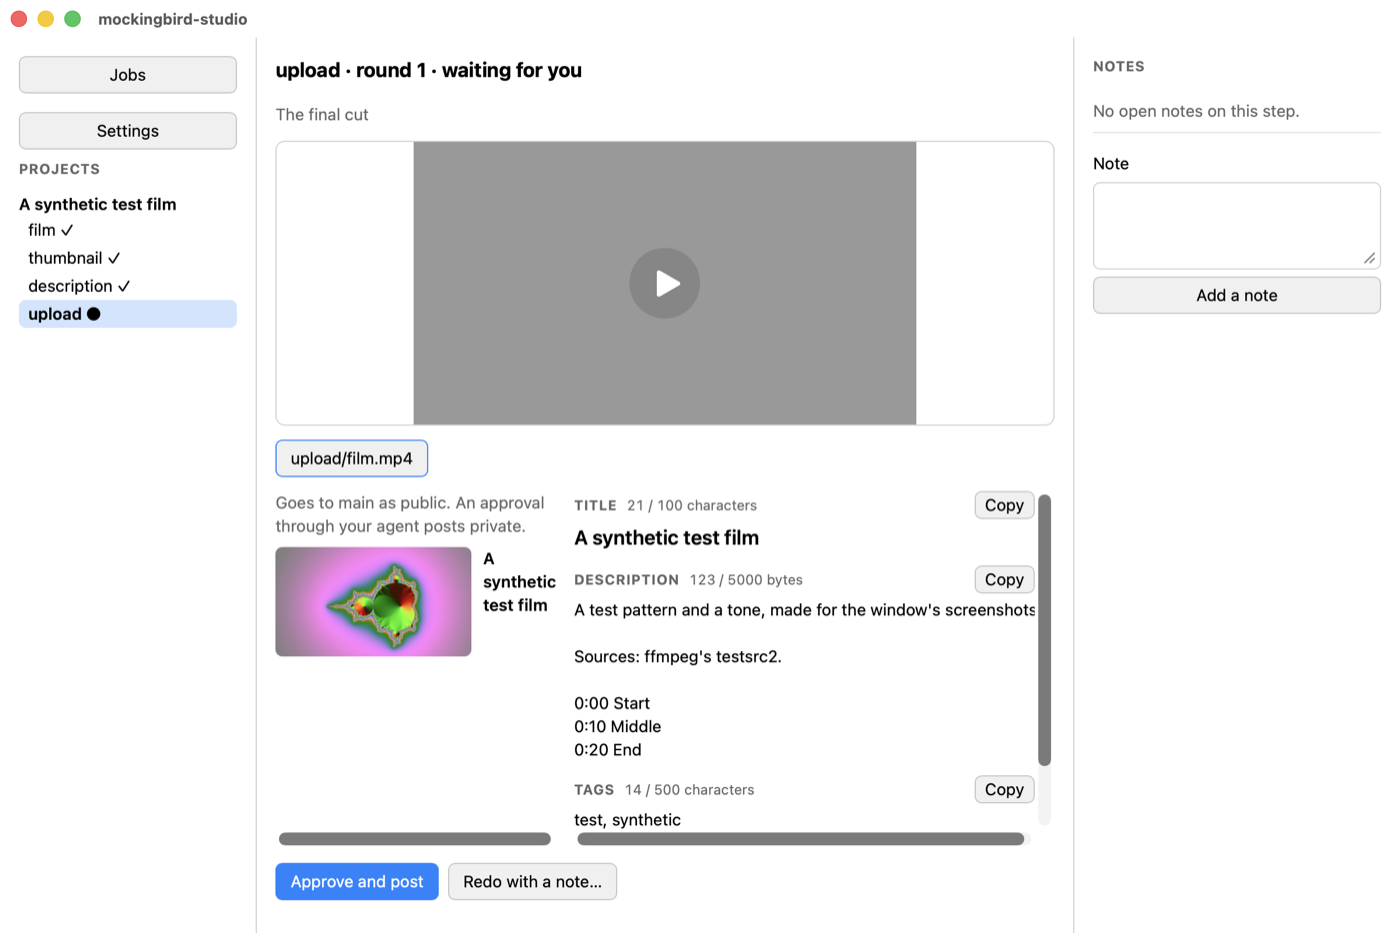 mockingbird-studio
Jobs
Settings
PROJECTS
A synthetic test film
film ✓
thumbnail ✓
description ✓
upload ●
upload · round 1 · waiting for you
The final cut
upload/film.mp4
Goes to main as public. An approval
through your agent posts private.
A
synthetic
test film
TITLE 21 / 100 characters
Copy
A synthetic test film
DESCRIPTION 123 / 5000 bytes
Copy
A test pattern and a tone, made for the window's screenshots
Sources: ffmpeg's testsrc2.
0:00 Start
0:10 Middle
0:20 End
TAGS 14 / 500 characters
Copy
test, synthetic
Approve and post
Redo with a note...
NOTES
No open notes on this step.
Note
Add a note